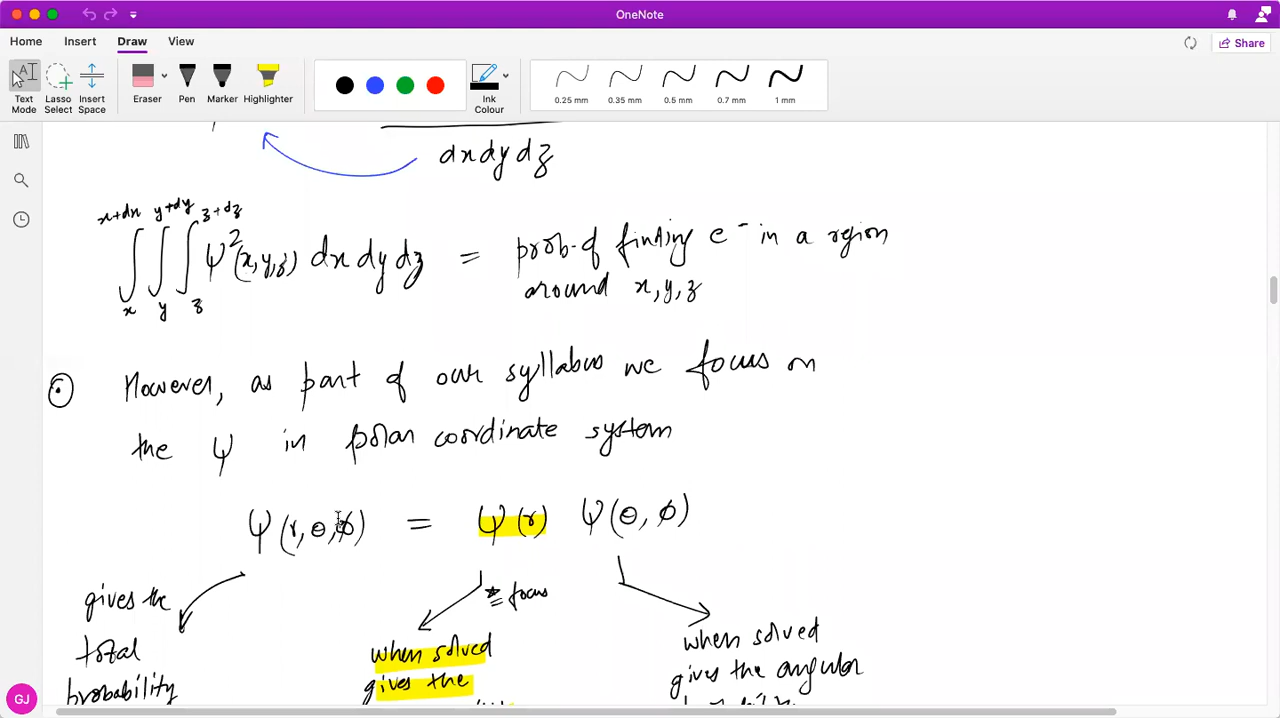 OneNote
Home Insert Draw View
Share
Text Mode
Lasso Select
Insert Space
Eraser
Pen
Marker
Highlighter
Ink Colour
0.25 mm 0.35 mm 0.5 mm 0.7 mm 1 mm
dxdydz
x+dx y+dy z+dz
∫∫∫ ψ²(x,y,z) dx dy dz = prob. of finding e⁻ in a region
x y z
around x,y,z
However, as part of our syllabus we focus on
the ψ in polar coordinate system
ψ(r,θ,ϕ) = ψ(r) ψ(θ,ϕ)
gives the
total
probability
focus
when solved
gives the
when solved
gives the angular
GJ